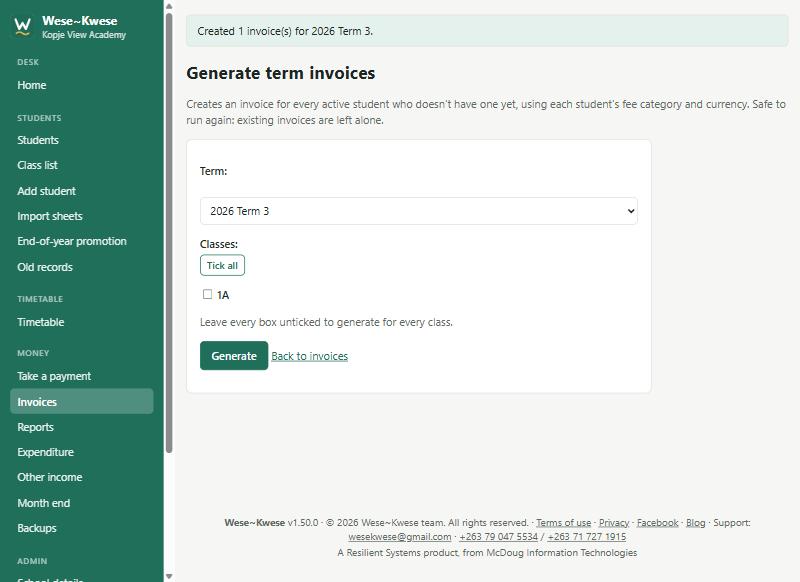 Wese~Kwese
Kopje View Academy
DESK
Home
STUDENTS
Students
Class list
Add student
Import sheets
End-of-year promotion
Old records
TIMETABLE
Timetable
MONEY
Take a payment
Invoices
Reports
Expenditure
Other income
Month end
Backups
ADMIN
School details
Created 1 invoice(s) for 2026 Term 3.
Generate term invoices
Creates an invoice for every active student who doesn't have one yet, using each student's fee category and currency. Safe to
run again: existing invoices are left alone.
Term:
2026 Term 3
Classes:
Tick all
1A
Leave every box unticked to generate for every class.
Generate Back to invoices
Wese~Kwese v1.50.0 · © 2026 Wese~Kwese team. All rights reserved. · Terms of use · Privacy · Facebook · Blog · Support:
wesekwese@gmail.com · +263 79 047 5534 / +263 71 727 1915
A Resilient Systems product, from McDoug Information Technologies